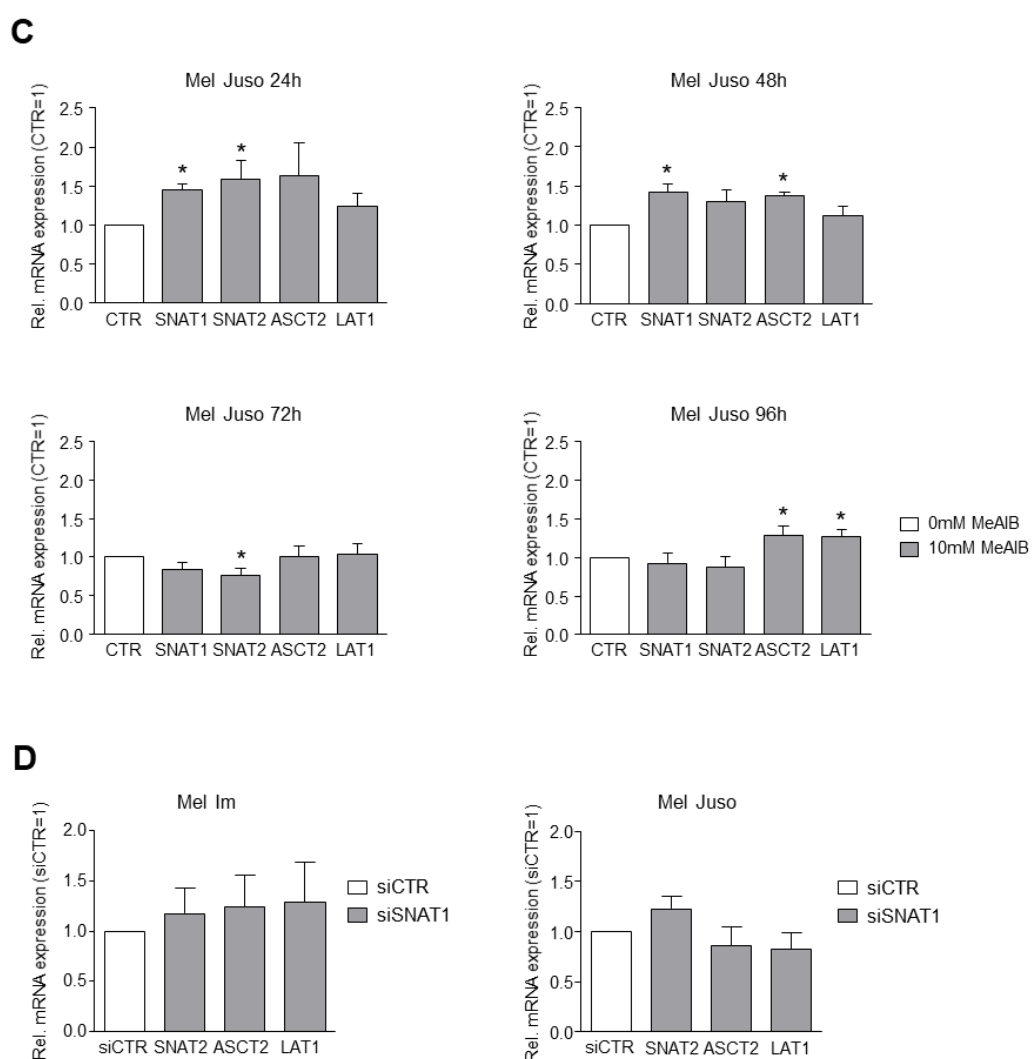 C
Mel Juso 24h
Rel. mRNA expression (CTR=1)
2.5
2.0
1.5
1.0
0.5
0.0
* *
CTR SNAT1 SNAT2 ASCT2 LAT1
Mel Juso 48h
Rel. mRNA expression (CTR=1)
2.5
2.0
1.5
1.0
0.5
0.0
* *
CTR SNAT1 SNAT2 ASCT2 LAT1
Mel Juso 72h
Rel. mRNA expression (CTR=1)
2.5
2.0
1.5
1.0
0.5
0.0
*
CTR SNAT1 SNAT2 ASCT2 LAT1
Mel Juso 96h
Rel. mRNA expression (CTR=1)
2.5
2.0
1.5
1.0
0.5
0.0
* *
CTR SNAT1 SNAT2 ASCT2 LAT1
0mM MeAIB
10mM MeAIB
D
Mel Im
Rel. mRNA expression (siCTR=1)
2.0
1.5
1.0
0.5
0.0
siCTR SNAT2 ASCT2 LAT1
siCTR
siSNAT1
Mel Juso
Rel. mRNA expression (siCTR=1)
2.0
1.5
1.0
0.5
0.0
siCTR SNAT2 ASCT2 LAT1
siCTR
siSNAT1